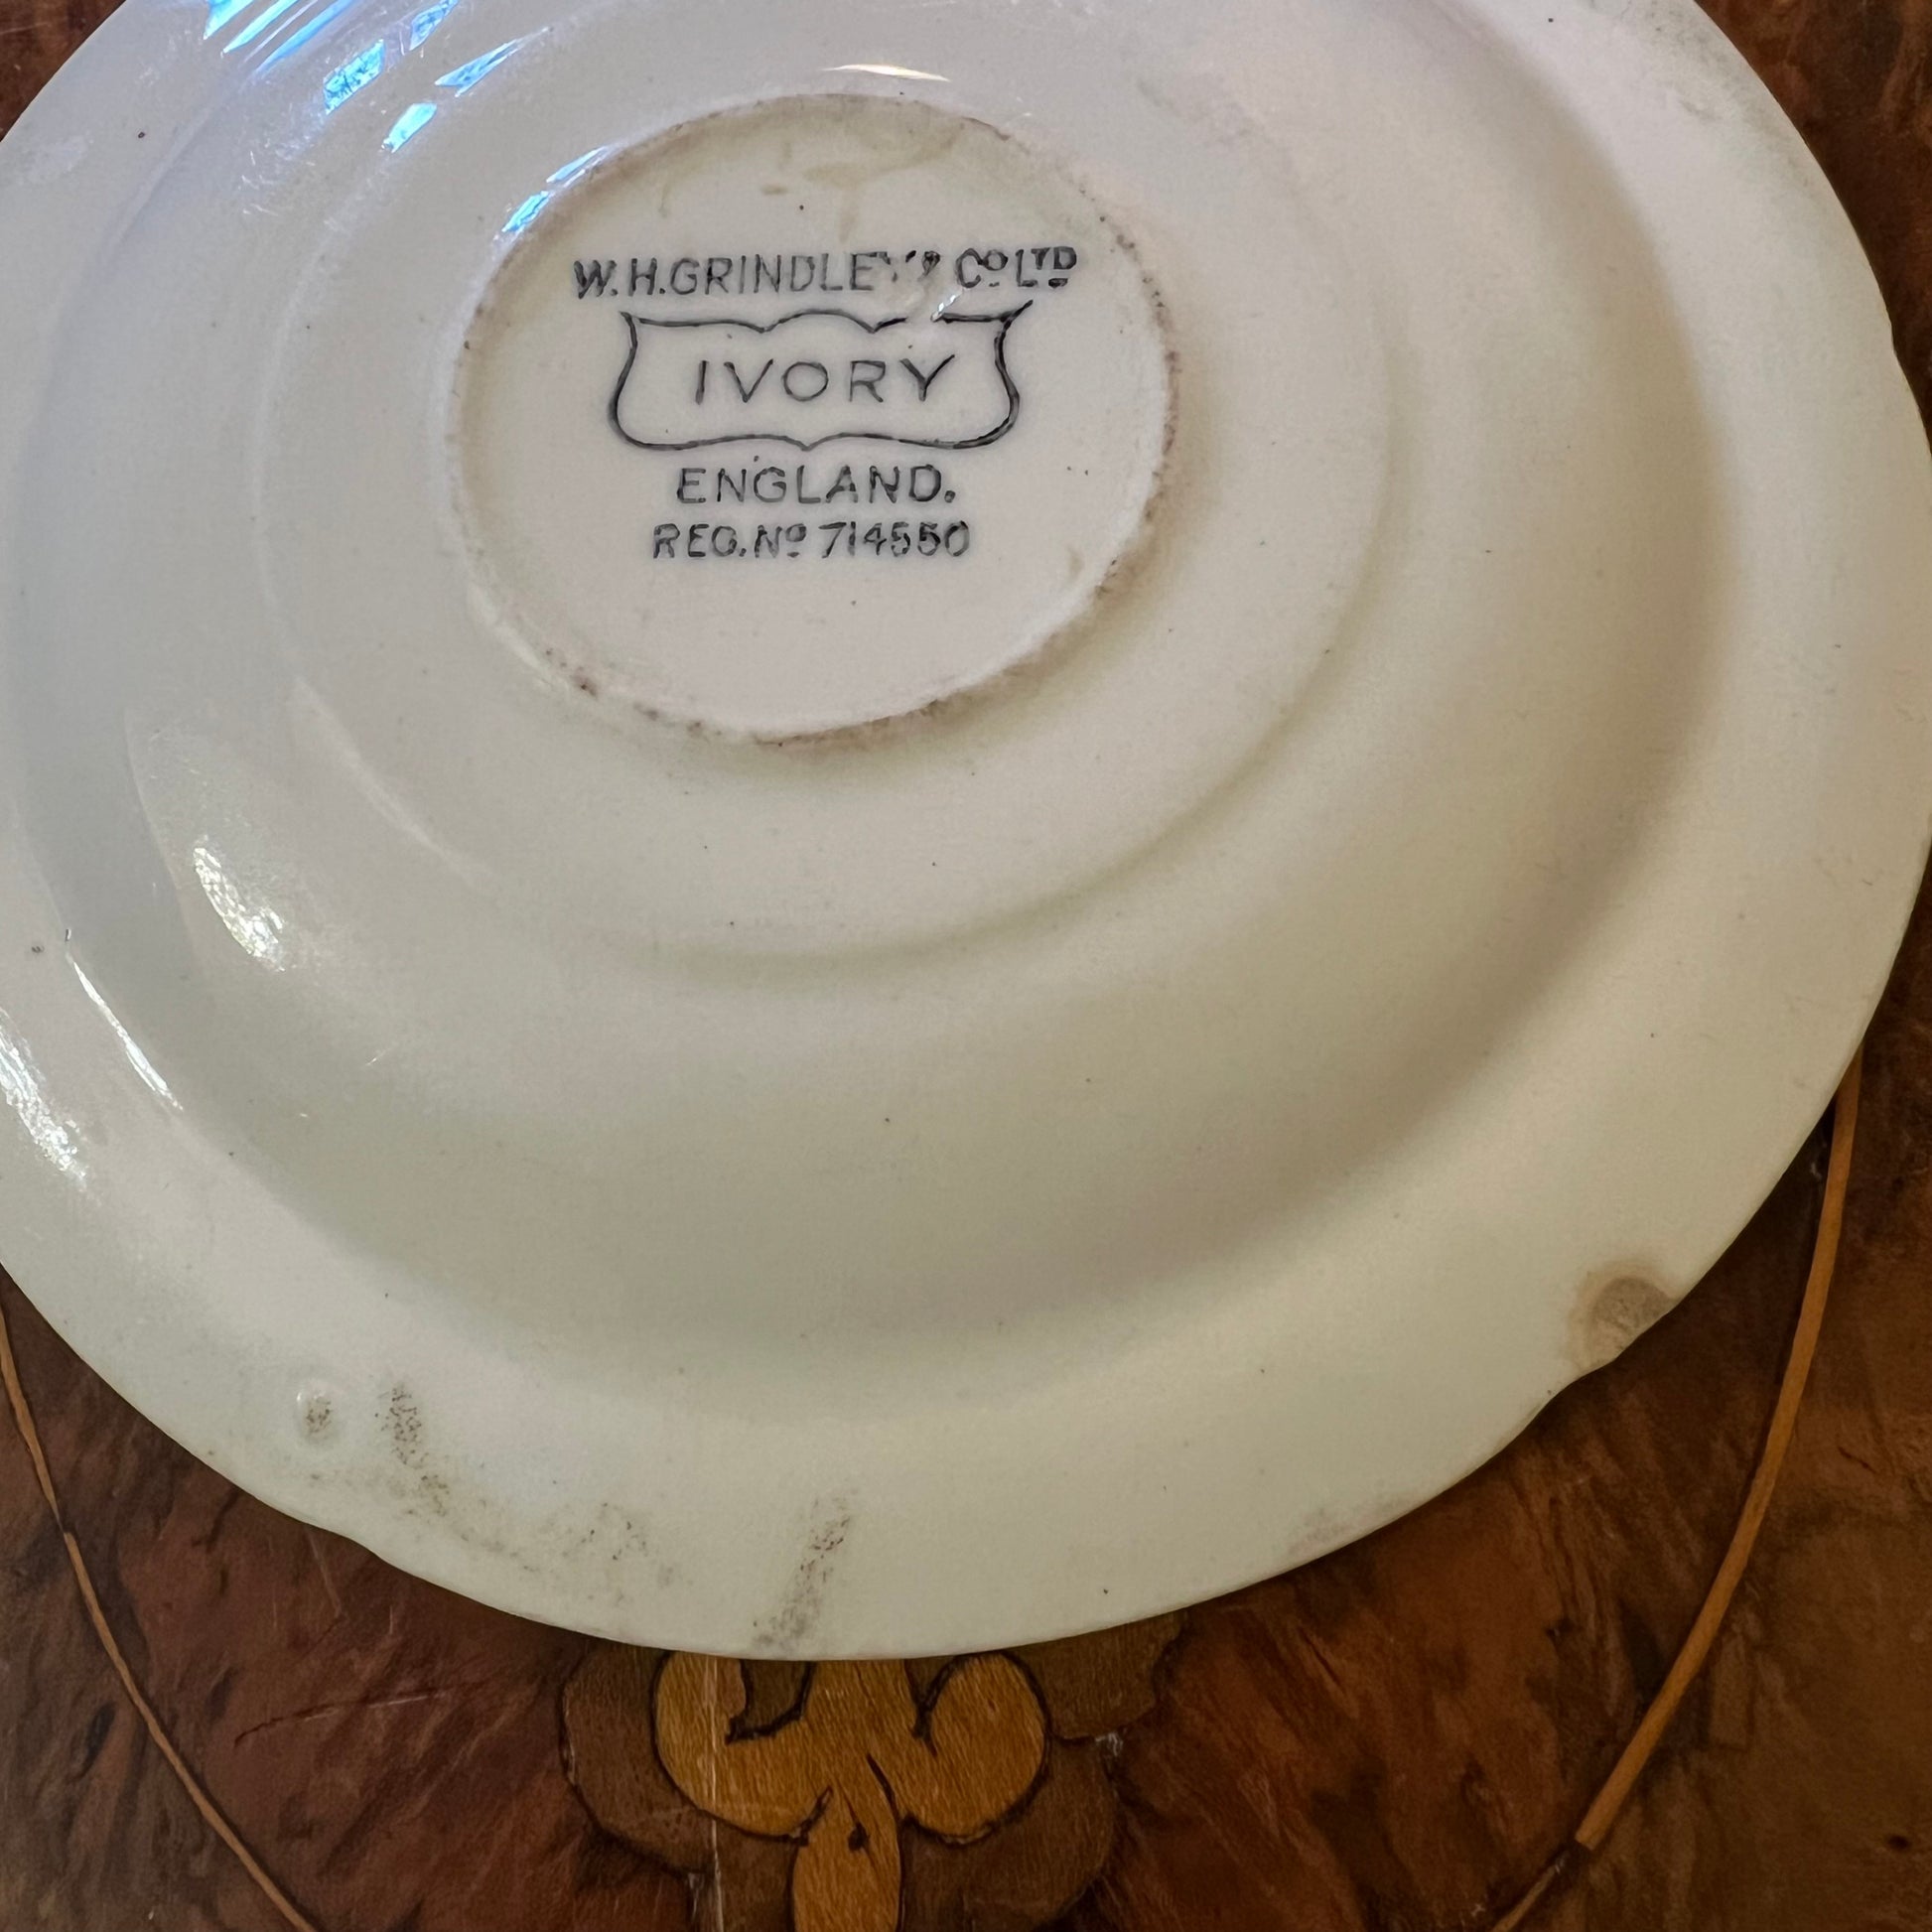 W.H.GRINDLEY & Cº LTD
IVORY
ENGLAND.
REG.Nº 714550